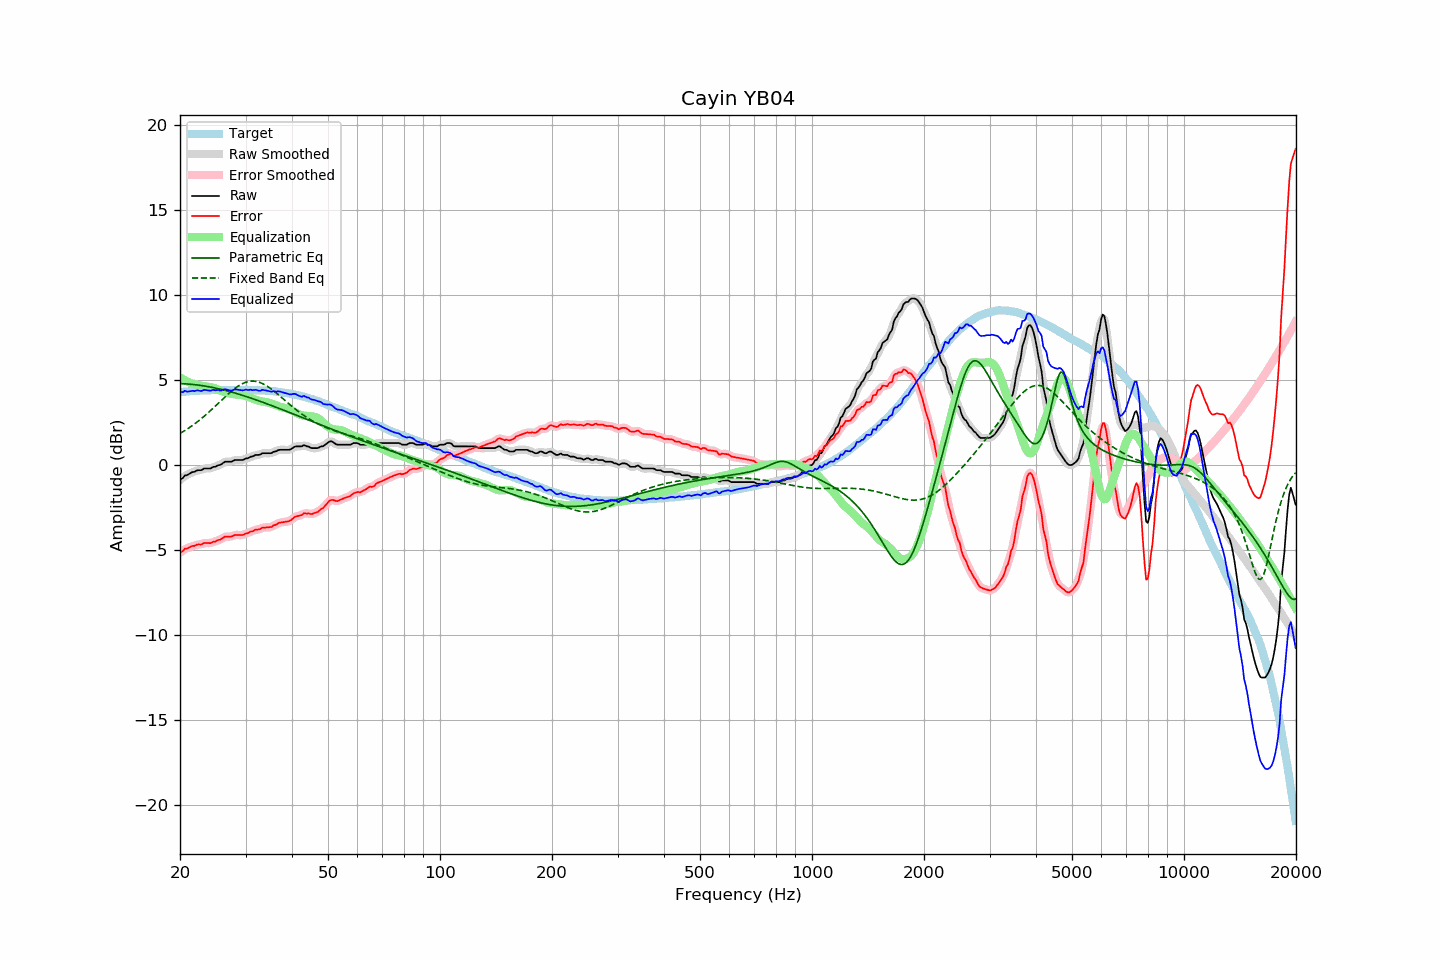 Cayin YB04
Target
Raw Smoothed
Error Smoothed
Raw
Error
Equalization
Parametric Eq
Fixed Band Eq
Equalized
Amplitude (dBr)
20
15
10
5
0
−5
−10
−15
−20
20 50 100 200 500 1000 2000 5000 10000 20000
Frequency (Hz)